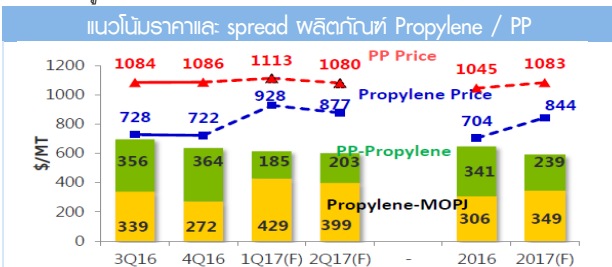 แนวโน้มราคาและ spread ผลิตภัณฑ์ Propylene / PP
PP Price
1084 1086 1113 1080 1045 1083
Propylene Price
728 722 928 877 704 844
PP-Propylene
356 364 185 203 341 239
Propylene-MOPJ
339 272 429 399 306 349
$/MT
1200
1000
800
600
400
200
0
3Q16 4Q16 1Q17(F) 2Q17(F) - 2016 2017(F)